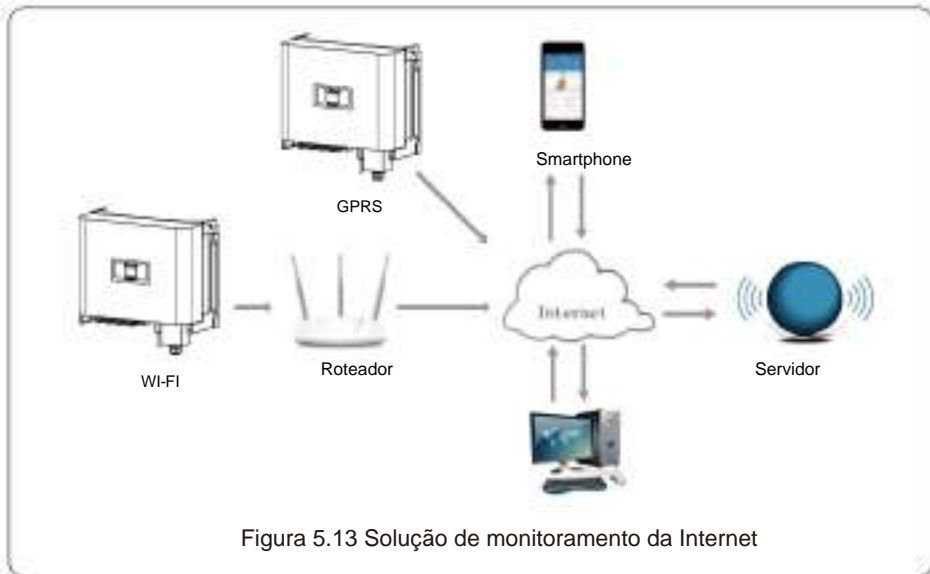 Smartphone
GPRS
Internet
WI-FI
Roteador
Servidor
Figura 5.13 Solução de monitoramento da Internet